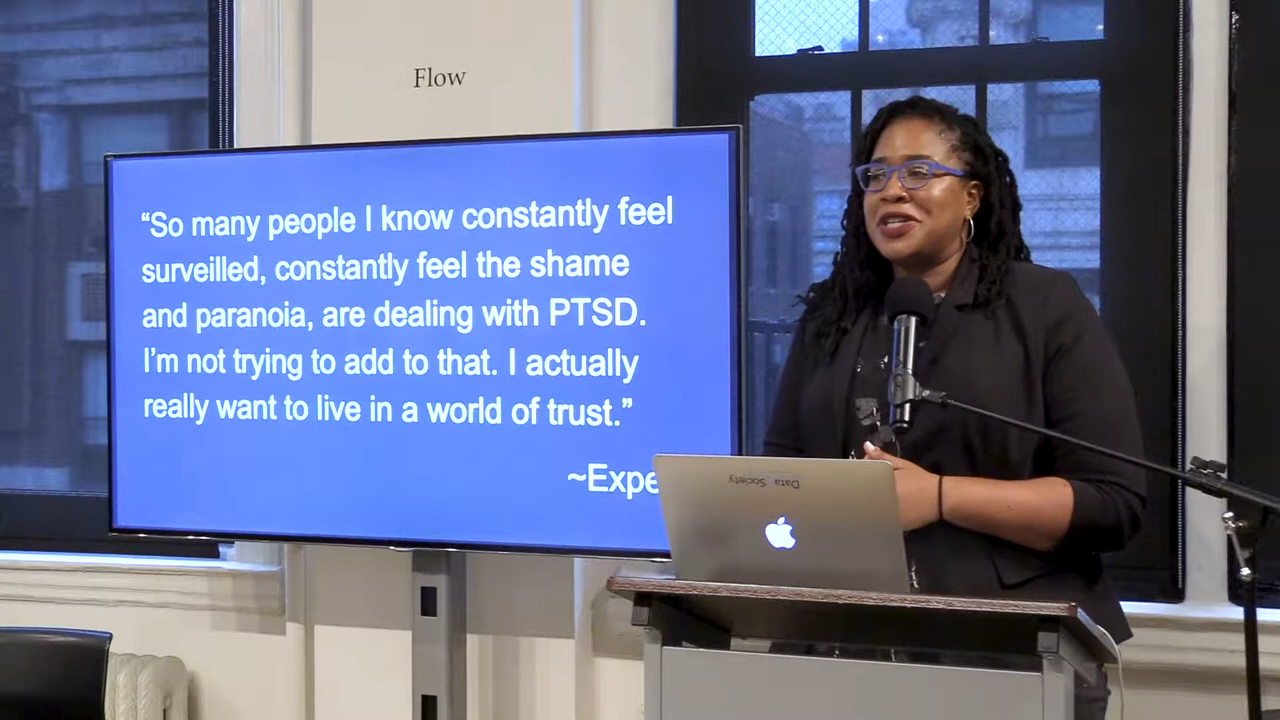 Flow
“So many people I know constantly feel
surveilled, constantly feel the shame
and paranoia, are dealing with PTSD.
I’m not trying to add to that. I actually
really want to live in a world of trust.”
~Expe
Data Society